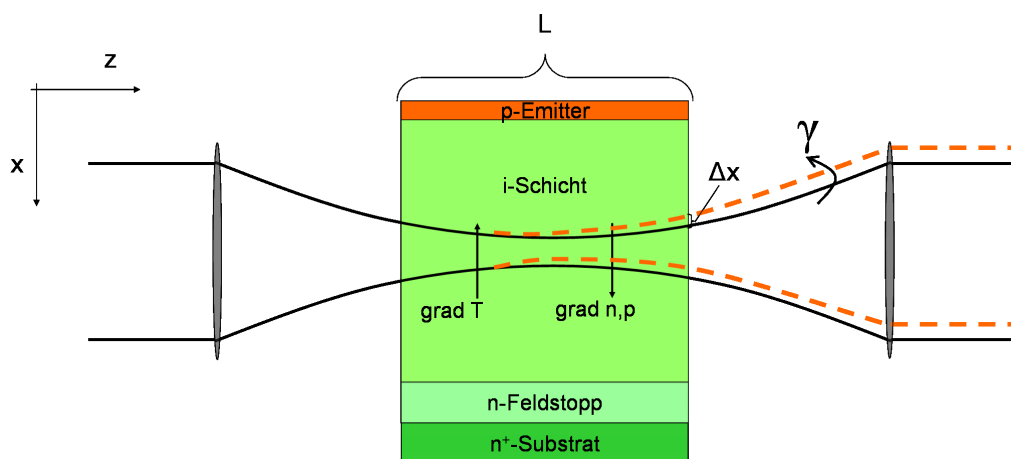 L
z
x
p-Emitter
i-Schicht
γ
Δx
grad T
grad n,p
n-Feldstopp
n⁺-Substrat